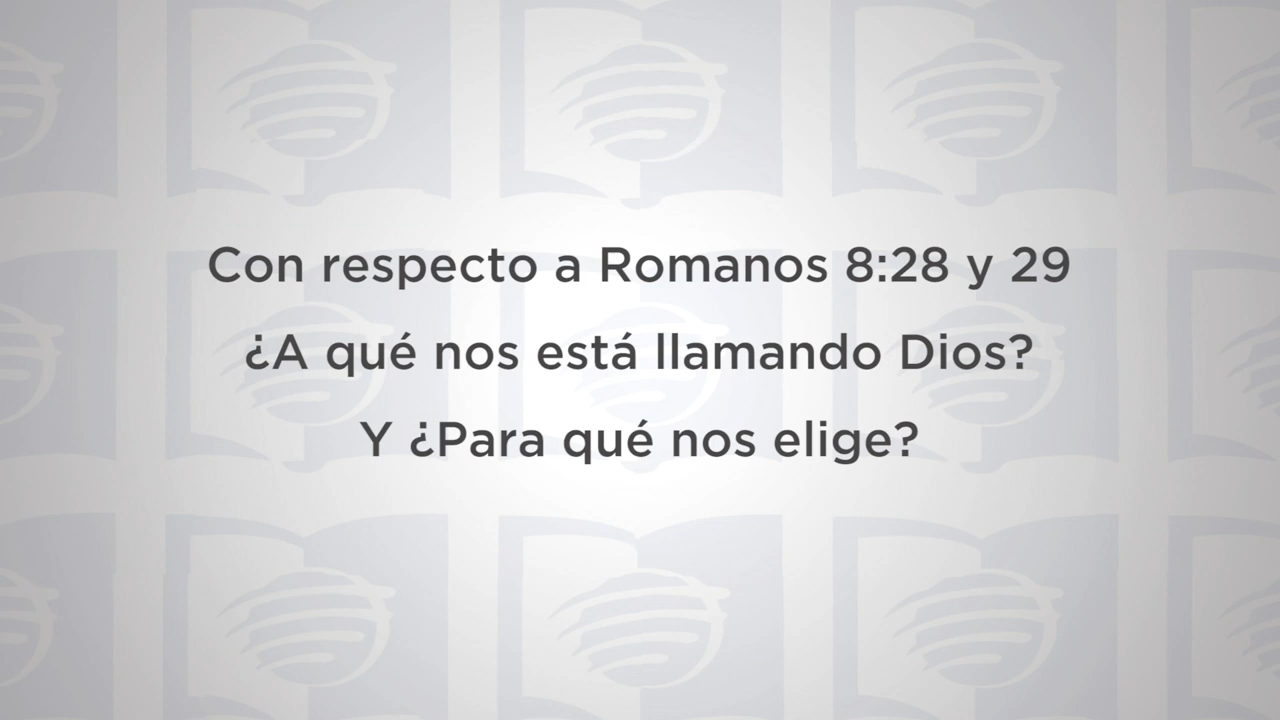 Con respecto a Romanos 8:28 y 29
¿A qué nos está llamando Dios?
Y ¿Para qué nos elige?